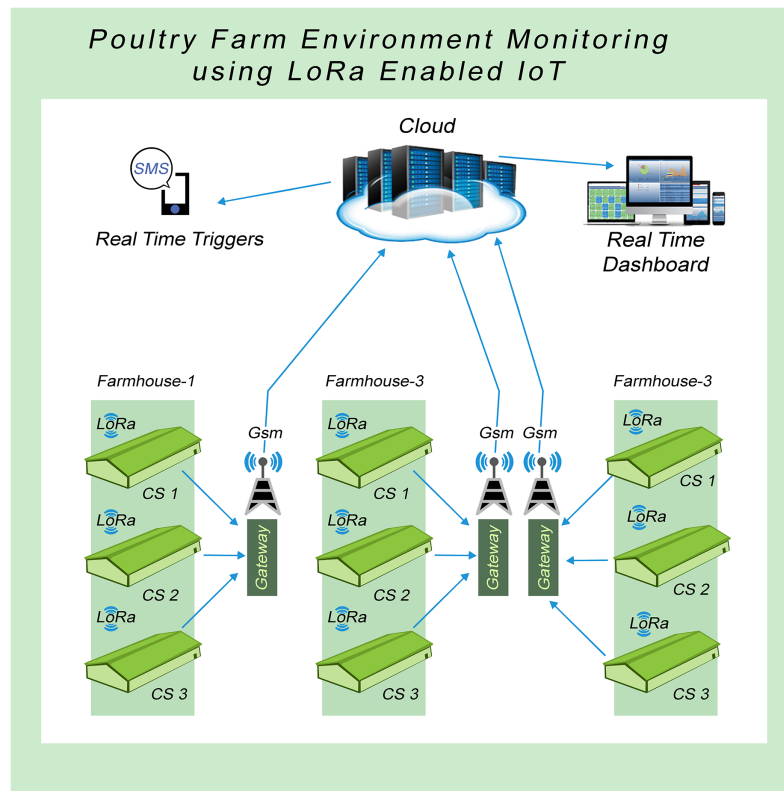 Poultry Farm Environment Monitoring
using LoRa Enabled IoT
Cloud
SMS
Real Time Triggers
Real Time
Dashboard
Farmhouse-1
LoRa
CS 1
LoRa
CS 2
LoRa
CS 3
Gsm
Gateway
Farmhouse-3
LoRa
CS 1
LoRa
CS 2
LoRa
CS 3
Gsm
Gateway
Gsm
Gateway
Farmhouse-3
LoRa
CS 1
LoRa
CS 2
LoRa
CS 3